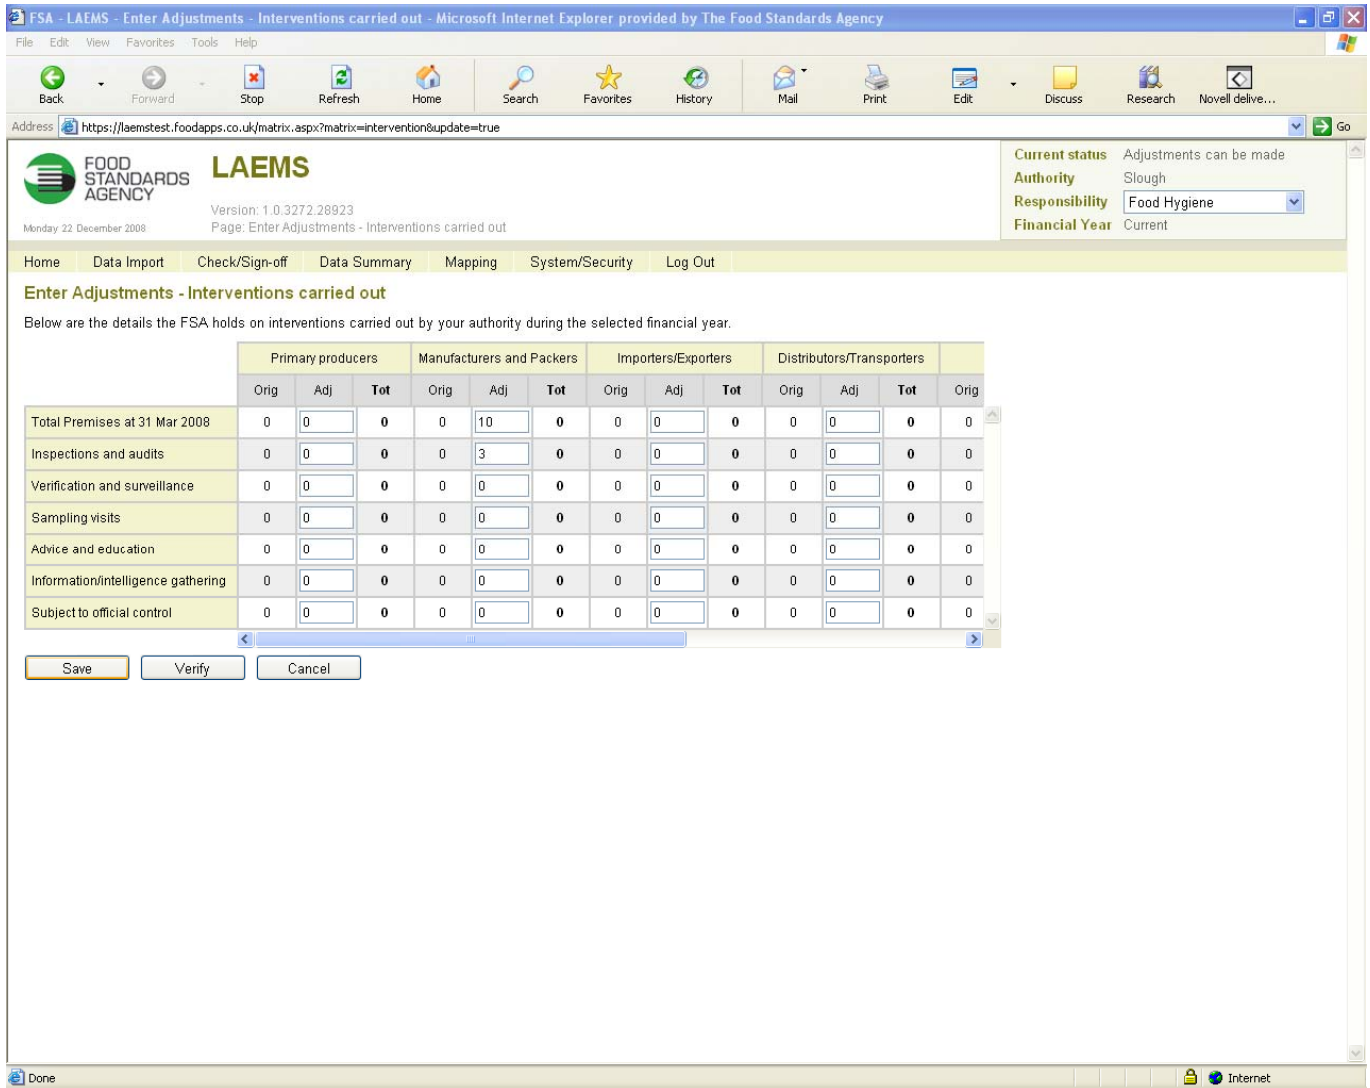 FSA - LAEMS - Enter Adjustments - Interventions carried out - Microsoft Internet Explorer provided by The Food Standards Agency
File Edit View Favorites Tools Help
Back Forward Stop Refresh Home Search Favorites History Mail Print Edit Discuss Research Novell delive...
Address https://laemstest.foodapps.co.uk/matrix.aspx?matrix=intervention&update=true Go
FOOD
STANDARDS
AGENCY
Monday 22 December 2008
LAEMS
Version: 1.0.3272.28923
Page: Enter Adjustments - Interventions carried out
Current status Adjustments can be made
Authority Slough
Responsibility Food Hygiene
Financial Year Current
Home Data Import Check/Sign-off Data Summary Mapping System/Security Log Out
Enter Adjustments - Interventions carried out
Below are the details the FSA holds on interventions carried out by your authority during the selected financial year.
Primary producers Manufacturers and Packers Importers/Exporters Distributors/Transporters
Orig Adj Tot Orig Adj Tot Orig Adj Tot Orig Adj Tot Orig
Total Premises at 31 Mar 2008 0 0 0 0 10 0 0 0 0 0 0 0 0
Inspections and audits 0 0 0 0 3 0 0 0 0 0 0 0 0
Verification and surveillance 0 0 0 0 0 0 0 0 0 0 0 0 0
Sampling visits 0 0 0 0 0 0 0 0 0 0 0 0 0
Advice and education 0 0 0 0 0 0 0 0 0 0 0 0 0
Information/intelligence gathering 0 0 0 0 0 0 0 0 0 0 0 0 0
Subject to official control 0 0 0 0 0 0 0 0 0 0 0 0 0
Save Verify Cancel
Done Internet